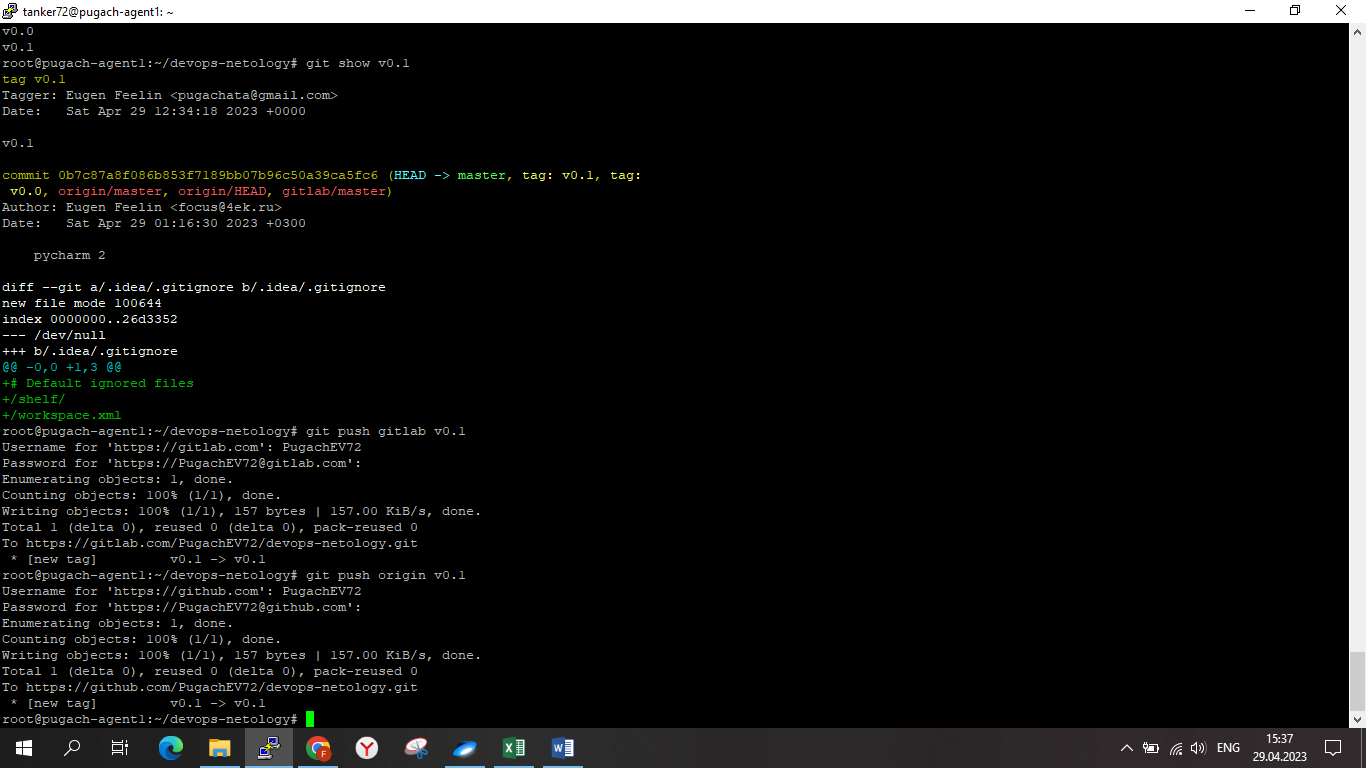 tanker72@pugach-agent1: ~
v0.0
v0.1
root@pugach-agent1:~/devops-netology# git show v0.1
tag v0.1
Tagger: Eugen Feelin <pugachata@gmail.com>
Date:   Sat Apr 29 12:34:18 2023 +0000
v0.1
commit 0b7c87a8f086b853f7189bb07b96c50a39ca5fc6 (HEAD -> master, tag: v0.1, tag:
 v0.0, origin/master, origin/HEAD, gitlab/master)
Author: Eugen Feelin <focus@4ek.ru>
Date:   Sat Apr 29 01:16:30 2023 +0300
    pycharm 2
diff --git a/.idea/.gitignore b/.idea/.gitignore
new file mode 100644
index 0000000..26d3352
--- /dev/null
+++ b/.idea/.gitignore
@@ -0,0 +1,3 @@
+# Default ignored files
+/shelf/
+/workspace.xml
root@pugach-agent1:~/devops-netology# git push gitlab v0.1
Username for 'https://gitlab.com': PugachEV72
Password for 'https://PugachEV72@gitlab.com':
Enumerating objects: 1, done.
Counting objects: 100% (1/1), done.
Writing objects: 100% (1/1), 157 bytes | 157.00 KiB/s, done.
Total 1 (delta 0), reused 0 (delta 0), pack-reused 0
To https://gitlab.com/PugachEV72/devops-netology.git
 * [new tag]         v0.1 -> v0.1
root@pugach-agent1:~/devops-netology# git push origin v0.1
Username for 'https://github.com': PugachEV72
Password for 'https://PugachEV72@github.com':
Enumerating objects: 1, done.
Counting objects: 100% (1/1), done.
Writing objects: 100% (1/1), 157 bytes | 157.00 KiB/s, done.
Total 1 (delta 0), reused 0 (delta 0), pack-reused 0
To https://github.com/PugachEV72/devops-netology.git
 * [new tag]         v0.1 -> v0.1
root@pugach-agent1:~/devops-netology#
ENG
15:37
29.04.2023